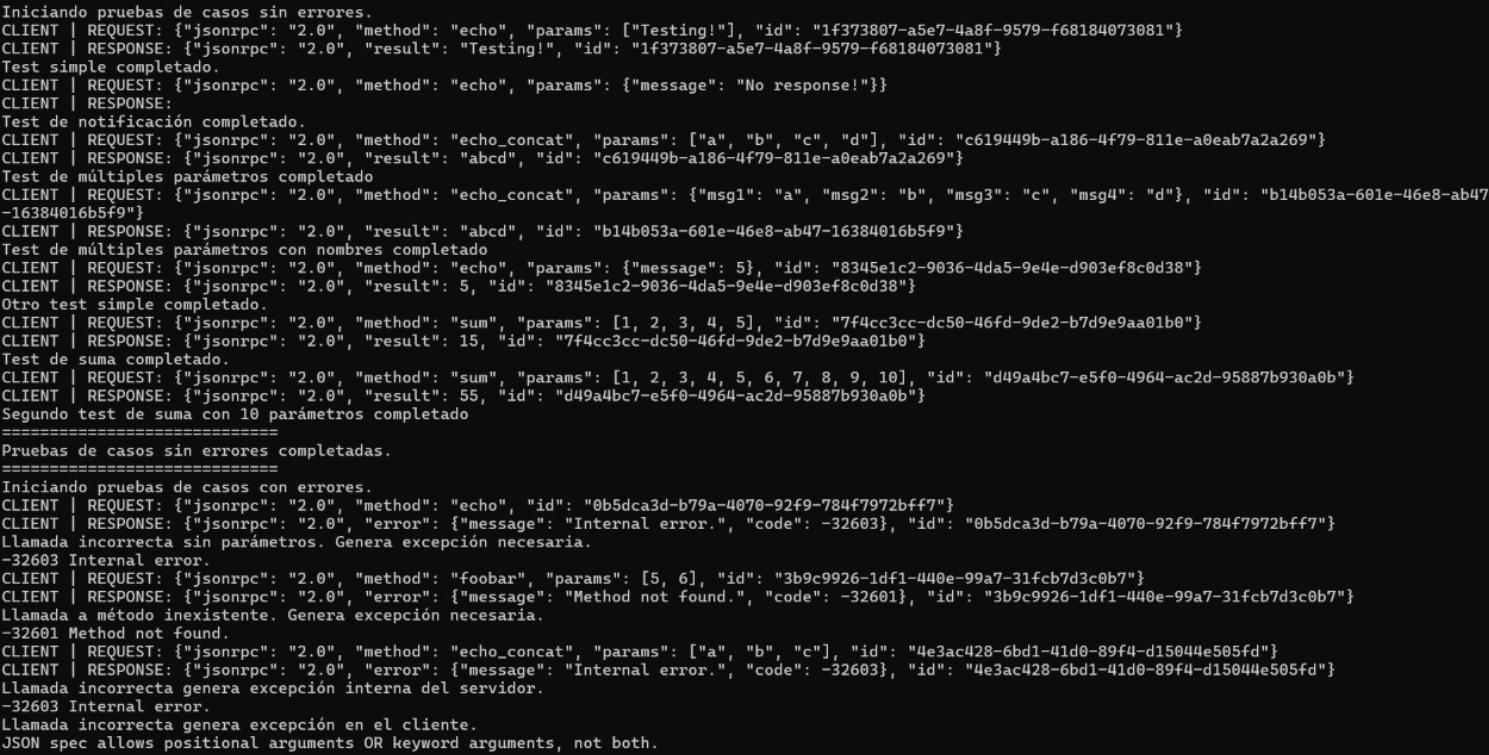 Iniciando pruebas de casos sin errores.
CLIENT | REQUEST: {"jsonrpc": "2.0", "method": "echo", "params": ["Testing!"], "id": "1f373807-a5e7-4a8f-9579-f68184073081"}
CLIENT | RESPONSE: {"jsonrpc": "2.0", "result": "Testing!", "id": "1f373807-a5e7-4a8f-9579-f68184073081"}
Test simple completado.
CLIENT | REQUEST: {"jsonrpc": "2.0", "method": "echo", "params": {"message": "No response!"}}
CLIENT | RESPONSE:
Test de notificación completado.
CLIENT | REQUEST: {"jsonrpc": "2.0", "method": "echo_concat", "params": ["a", "b", "c", "d"], "id": "c619449b-a186-4f79-811e-a0eab7a2a269"}
CLIENT | RESPONSE: {"jsonrpc": "2.0", "result": "abcd", "id": "c619449b-a186-4f79-811e-a0eab7a2a269"}
Test de múltiples parámetros completado
CLIENT | REQUEST: {"jsonrpc": "2.0", "method": "echo_concat", "params": {"msg1": "a", "msg2": "b", "msg3": "c", "msg4": "d"}, "id": "b14b053a-601e-46e8-ab47
-16384016b5f9"}
CLIENT | RESPONSE: {"jsonrpc": "2.0", "result": "abcd", "id": "b14b053a-601e-46e8-ab47-16384016b5f9"}
Test de múltiples parámetros con nombres completado
CLIENT | REQUEST: {"jsonrpc": "2.0", "method": "echo", "params": {"message": 5}, "id": "8345e1c2-9036-4da5-9e4e-d903ef8c0d38"}
CLIENT | RESPONSE: {"jsonrpc": "2.0", "result": 5, "id": "8345e1c2-9036-4da5-9e4e-d903ef8c0d38"}
Otro test simple completado.
CLIENT | REQUEST: {"jsonrpc": "2.0", "method": "sum", "params": [1, 2, 3, 4, 5], "id": "7f4cc3cc-dc50-46fd-9de2-b7d9e9aa01b0"}
CLIENT | RESPONSE: {"jsonrpc": "2.0", "result": 15, "id": "7f4cc3cc-dc50-46fd-9de2-b7d9e9aa01b0"}
Test de suma completado.
CLIENT | REQUEST: {"jsonrpc": "2.0", "method": "sum", "params": [1, 2, 3, 4, 5, 6, 7, 8, 9, 10], "id": "d49a4bc7-e5f0-4964-ac2d-95887b930a0b"}
CLIENT | RESPONSE: {"jsonrpc": "2.0", "result": 55, "id": "d49a4bc7-e5f0-4964-ac2d-95887b930a0b"}
Segundo test de suma con 10 parámetros completado
=============================
Pruebas de casos sin errores completadas.
=============================
Iniciando pruebas de casos con errores.
CLIENT | REQUEST: {"jsonrpc": "2.0", "method": "echo", "id": "0b5dca3d-b79a-4070-92f9-784f7972bff7"}
CLIENT | RESPONSE: {"jsonrpc": "2.0", "error": {"message": "Internal error.", "code": -32603}, "id": "0b5dca3d-b79a-4070-92f9-784f7972bff7"}
Llamada incorrecta sin parámetros. Genera excepción necesaria.
-32603 Internal error.
CLIENT | REQUEST: {"jsonrpc": "2.0", "method": "foobar", "params": [5, 6], "id": "3b9c9926-1df1-440e-99a7-31fcb7d3c0b7"}
CLIENT | RESPONSE: {"jsonrpc": "2.0", "error": {"message": "Method not found.", "code": -32601}, "id": "3b9c9926-1df1-440e-99a7-31fcb7d3c0b7"}
Llamada a método inexistente. Genera excepción necesaria.
-32601 Method not found.
CLIENT | REQUEST: {"jsonrpc": "2.0", "method": "echo_concat", "params": ["a", "b", "c"], "id": "4e3ac428-6bd1-41d0-89f4-d15044e505fd"}
CLIENT | RESPONSE: {"jsonrpc": "2.0", "error": {"message": "Internal error.", "code": -32603}, "id": "4e3ac428-6bd1-41d0-89f4-d15044e505fd"}
Llamada incorrecta genera excepción interna del servidor.
-32603 Internal error.
Llamada incorrecta genera excepción en el cliente.
JSON spec allows positional arguments OR keyword arguments, not both.